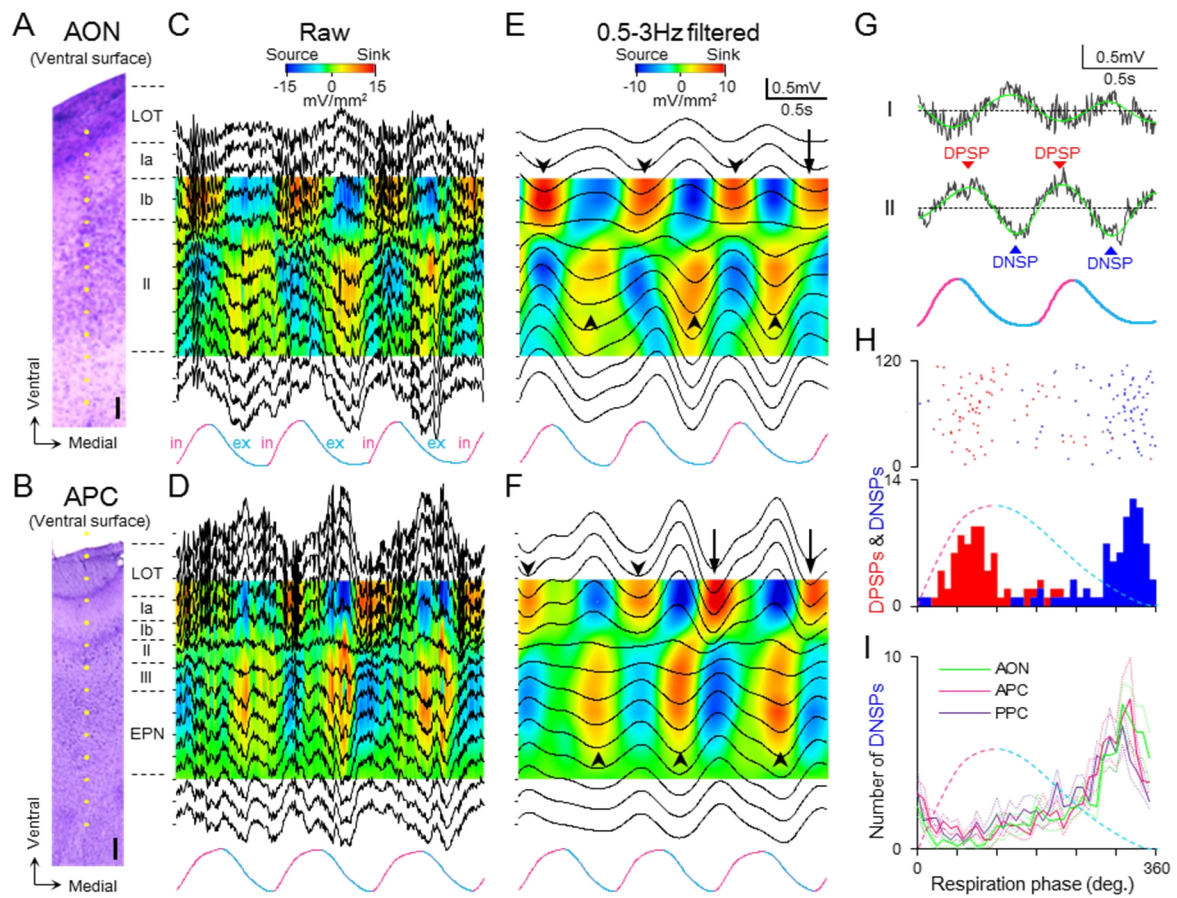 A
AON
(Ventral surface)
LOT
Ia
Ib
II
Ventral
Medial
C
Raw
Source
Sink
-15
0
15
mV/mm²
in
ex
in
ex
in
ex
in
E
0.5-3Hz filtered
Source
Sink
-10
0
10
mV/mm²
0.5mV
0.5s
B
APC
(Ventral surface)
LOT
Ia
Ib
II
III
EPN
Ventral
Medial
D
F
G
0.5mV
0.5s
I
DPSP
DPSP
II
DNSP
DNSP
H
120
0
14
0
DPSPs & DNSPs
I
10
0
Number of DNSPs
AON
APC
PPC
0
360
Respiration phase (deg.)